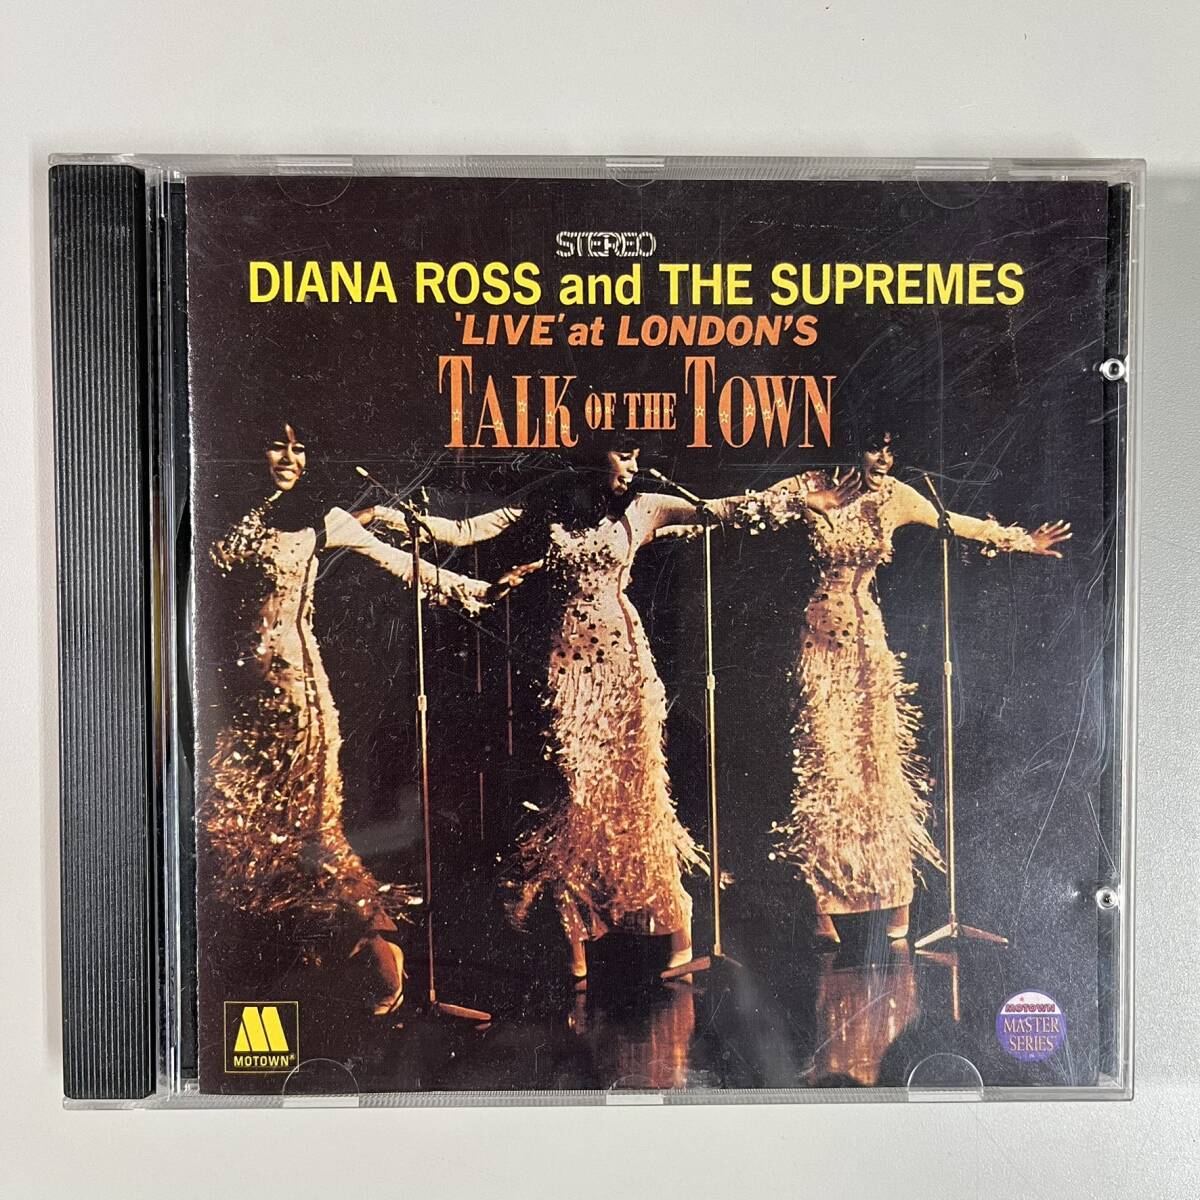 STEREO
DIANA ROSS and THE SUPREMES
'LIVE' at LONDON'S
TALK OF THE TOWN
MOTOWN®
MOTOWN
MASTER
SERIES